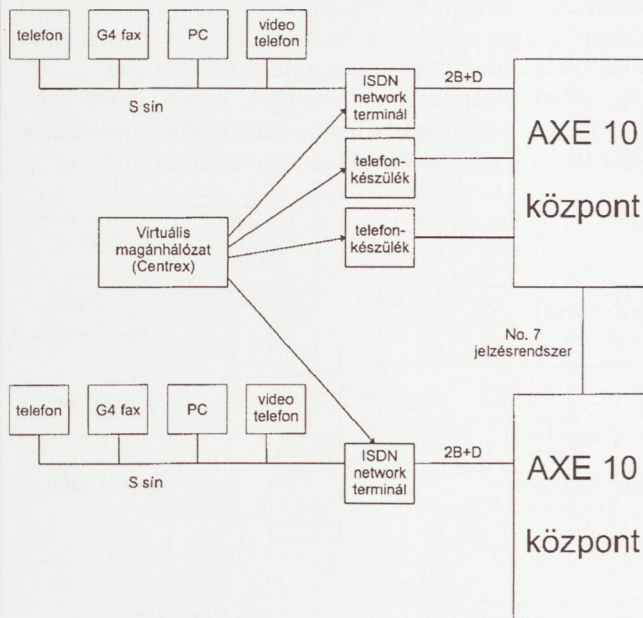 telefon
G4 fax
PC
video
telefon
S sín
ISDN
network
terminál
2B+D
AXE 10
központ
telefon-
készülék
telefon-
készülék
Virtuális
magánhálózat
(Centrex)
No. 7
jelzésrendszer
telefon
G4 fax
PC
video
telefon
S sín
ISDN
network
terminál
2B+D
AXE 10
központ